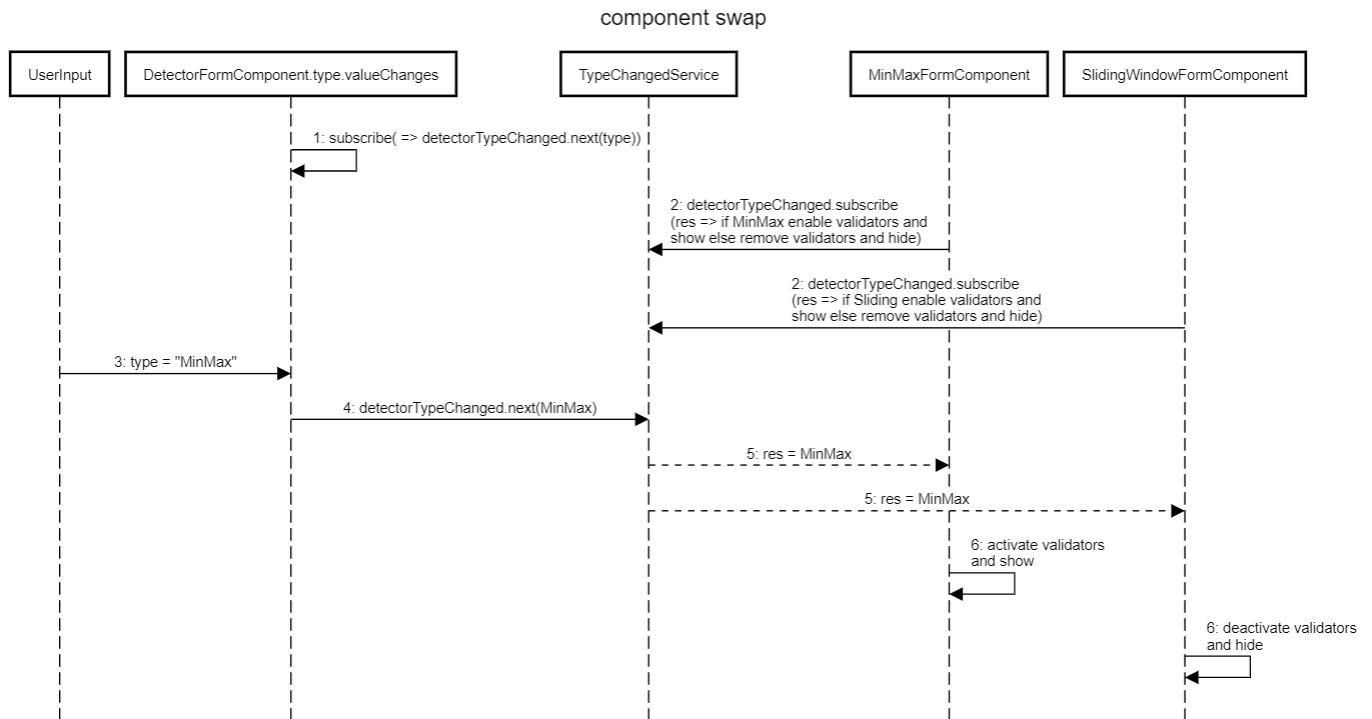 component swap
UserInput
DetectorFormComponent.type.valueChanges
TypeChangedService
MinMaxFormComponent
SlidingWindowFormComponent
1: subscribe( => detectorTypeChanged.next(type))
2: detectorTypeChanged.subscribe
(res => if MinMax enable validators and
show else remove validators and hide)
2: detectorTypeChanged.subscribe
(res => if Sliding enable validators and
show else remove validators and hide)
3: type = "MinMax"
4: detectorTypeChanged.next(MinMax)
5: res = MinMax
5: res = MinMax
6: activate validators
and show
6: deactivate validators
and hide